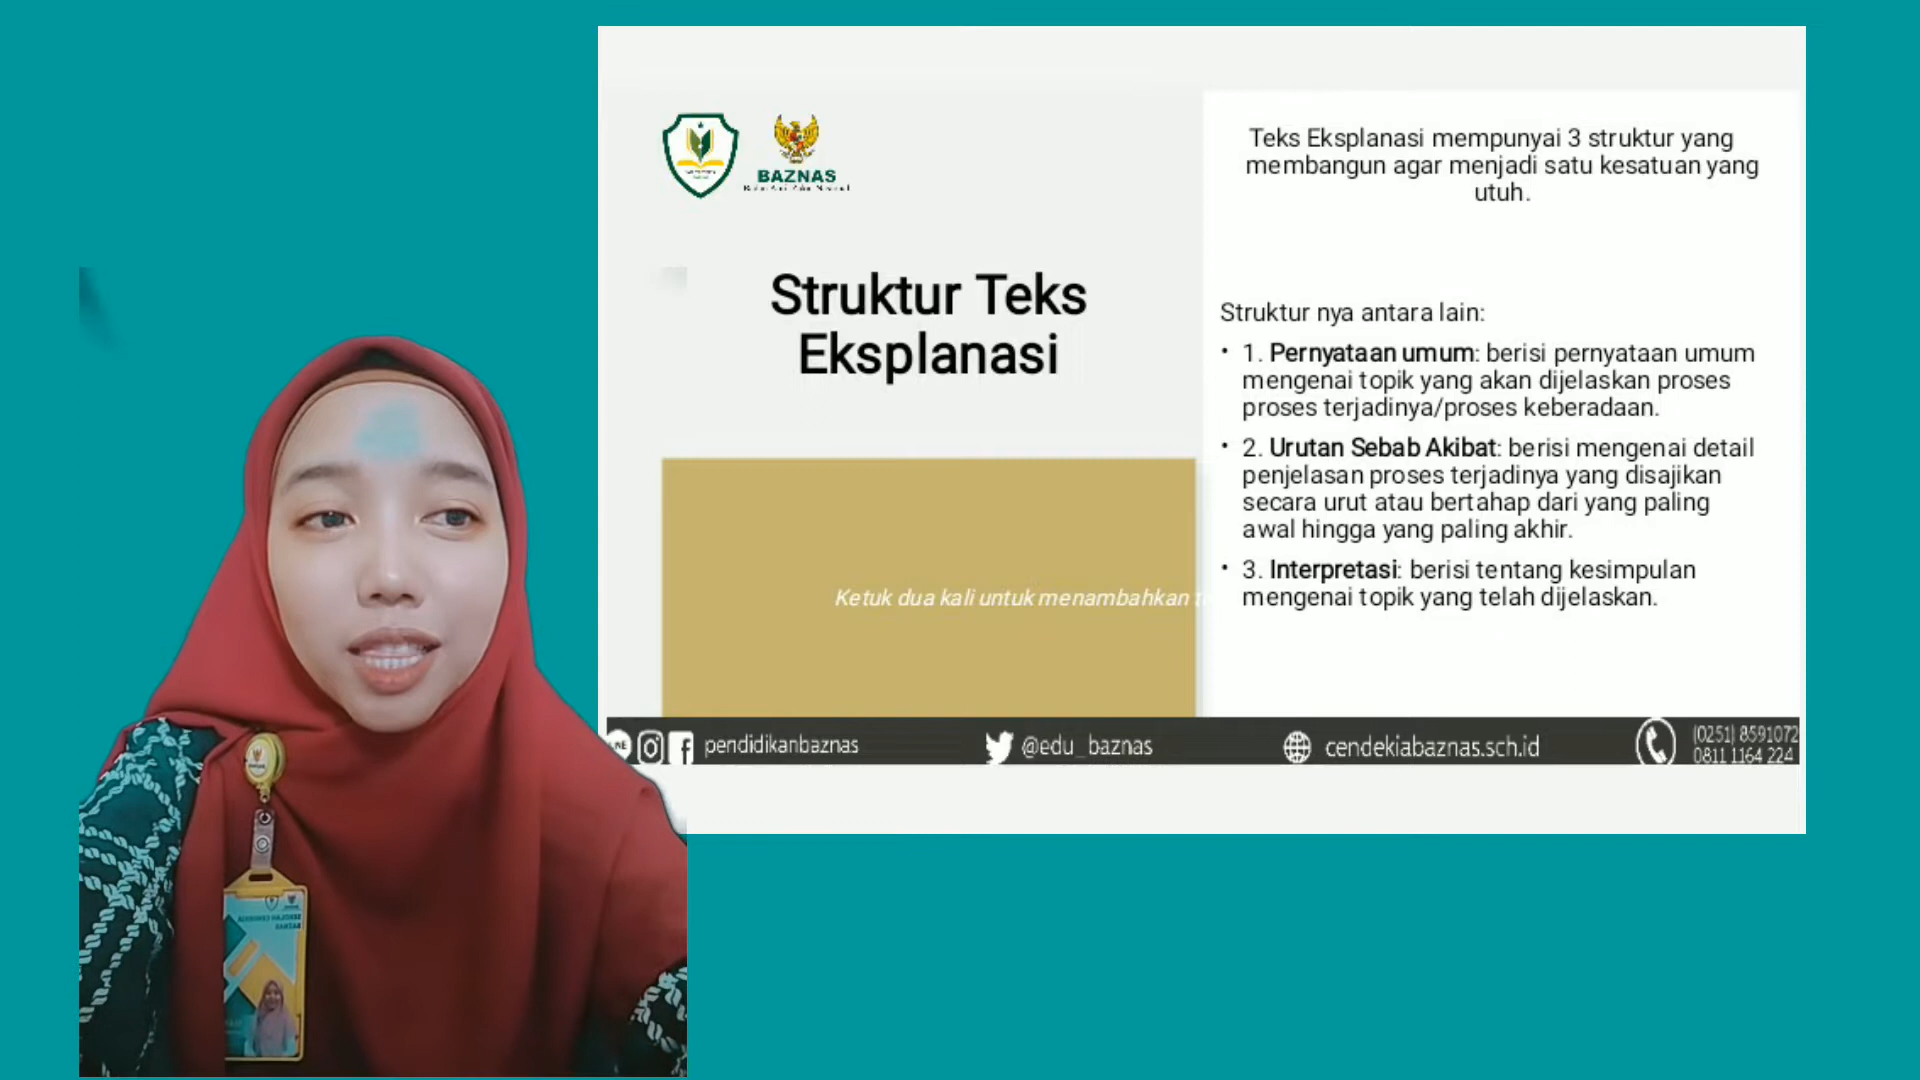 BAZNAS
Struktur Teks
Eksplanasi
Ketuk dua kali untuk menambahkan
Teks Eksplanasi mempunyai 3 struktur yang
membangun agar menjadi satu kesatuan yang
utuh.
Struktur nya antara lain:
• 1. Pernyataan umum: berisi pernyataan umum
mengenai topik yang akan dijelaskan proses
proses terjadinya/proses keberadaan.
• 2. Urutan Sebab Akibat: berisi mengenai detail
penjelasan proses terjadinya yang disajikan
secara urut atau bertahap dari yang paling
awal hingga yang paling akhir.
• 3. Interpretasi: berisi tentang kesimpulan
mengenai topik yang telah dijelaskan.
pendidikanbaznas
@edu_baznas
cendekiabaznas.sch.id
(0251) 8591072
0811 1164 224